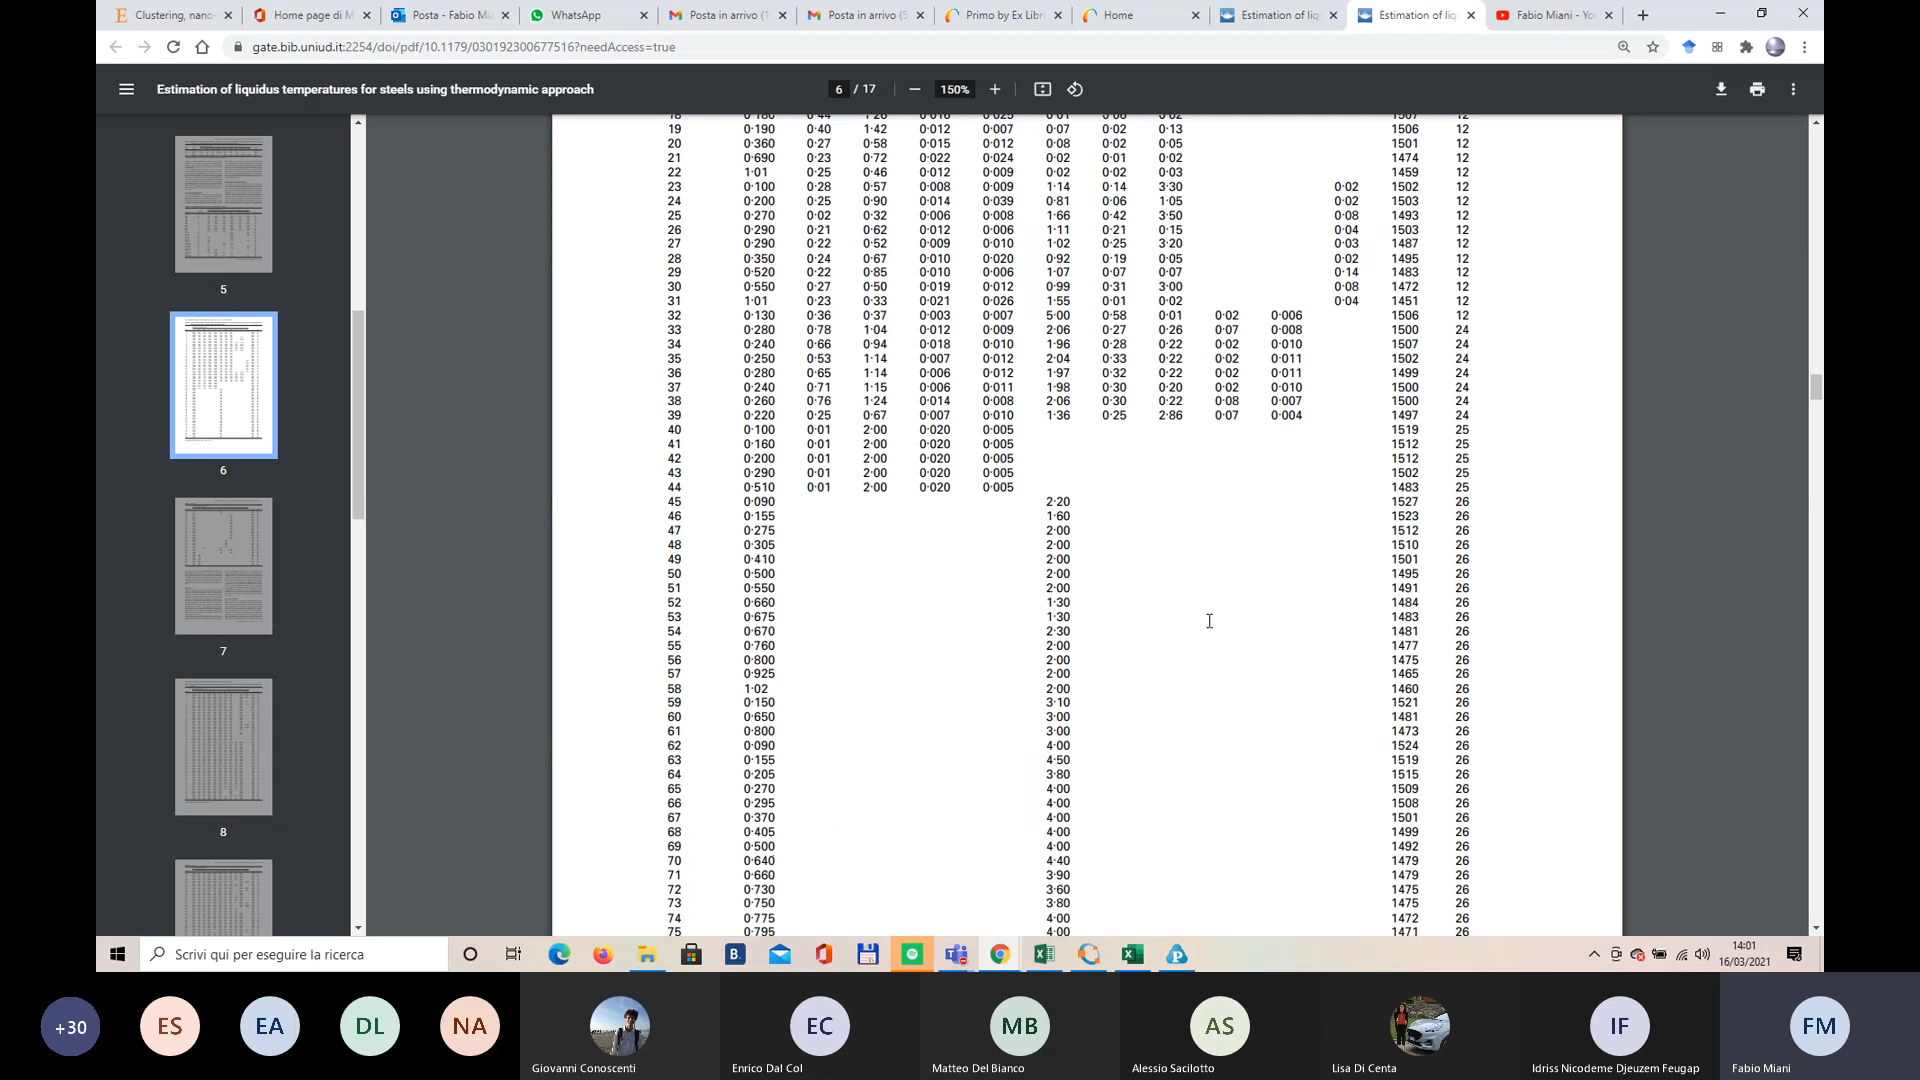 Clustering, nano-
Home page di M
Posta - Fabio Mi
WhatsApp
Posta in arrivo (1
Posta in arrivo (5
Primo by Ex Libri
Home
Estimation of liq
Estimation of liq
Fabio Miani - You
gate.bib.uniud.it:2254/doi/pdf/10.1179/030192300677516?needAccess=true
Estimation of liquidus temperatures for steels using thermodynamic approach
6 / 17
150%
18 0·180 0·44 1·26 0·016 0·025 0·01 0·06 0·02 1507 12
19 0·190 0·40 1·42 0·012 0·007 0·07 0·02 0·13 1506 12
20 0·360 0·27 0·58 0·015 0·012 0·08 0·02 0·05 1501 12
21 0·690 0·23 0·72 0·022 0·024 0·02 0·01 0·02 1474 12
22 1·01 0·25 0·46 0·012 0·009 0·02 0·02 0·03 1459 12
23 0·100 0·28 0·57 0·008 0·009 1·14 0·14 3·30 0·02 1502 12
24 0·200 0·25 0·90 0·014 0·039 0·81 0·06 1·05 0·02 1503 12
25 0·270 0·02 0·32 0·006 0·008 1·66 0·42 3·50 0·08 1493 12
26 0·290 0·21 0·62 0·012 0·006 1·11 0·21 0·15 0·04 1503 12
27 0·290 0·22 0·52 0·009 0·010 1·02 0·25 3·20 0·03 1487 12
28 0·350 0·24 0·67 0·010 0·020 0·92 0·19 0·05 0·02 1495 12
29 0·520 0·22 0·85 0·010 0·006 1·07 0·07 0·07 0·14 1483 12
30 0·550 0·27 0·50 0·019 0·012 0·99 0·31 3·00 0·08 1472 12
31 1·01 0·23 0·33 0·021 0·026 1·55 0·01 0·02 0·04 1451 12
32 0·130 0·36 0·37 0·003 0·007 5·00 0·58 0·01 0·02 0·006 1506 12
33 0·280 0·78 1·04 0·012 0·009 2·06 0·27 0·26 0·07 0·008 1500 24
34 0·240 0·66 0·94 0·018 0·010 1·96 0·28 0·22 0·02 0·010 1507 24
35 0·250 0·53 1·14 0·007 0·012 2·04 0·33 0·22 0·02 0·011 1502 24
36 0·280 0·65 1·14 0·006 0·012 1·97 0·32 0·22 0·02 0·011 1499 24
37 0·240 0·71 1·15 0·006 0·011 1·98 0·30 0·20 0·02 0·010 1500 24
38 0·260 0·76 1·24 0·014 0·008 2·06 0·30 0·22 0·08 0·007 1500 24
39 0·220 0·25 0·67 0·007 0·010 1·36 0·25 2·86 0·07 0·004 1497 24
40 0·100 0·01 2·00 0·020 0·005 1519 25
41 0·160 0·01 2·00 0·020 0·005 1512 25
42 0·200 0·01 2·00 0·020 0·005 1512 25
43 0·290 0·01 2·00 0·020 0·005 1502 25
44 0·510 0·01 2·00 0·020 0·005 1483 25
45 0·090 2·20 1527 26
46 0·155 1·60 1523 26
47 0·275 2·00 1512 26
48 0·305 2·00 1510 26
49 0·410 2·00 1501 26
50 0·500 2·00 1495 26
51 0·550 2·00 1491 26
52 0·660 1·30 1484 26
53 0·675 1·30 1483 26
54 0·670 2·30 1481 26
55 0·760 2·00 1477 26
56 0·800 2·00 1475 26
57 0·925 2·00 1465 26
58 1·02 2·00 1460 26
59 0·150 3·10 1521 26
60 0·650 3·00 1481 26
61 0·800 3·00 1473 26
62 0·090 4·00 1524 26
63 0·155 4·50 1519 26
64 0·205 3·80 1515 26
65 0·270 4·00 1509 26
66 0·295 4·00 1508 26
67 0·370 4·00 1501 26
68 0·405 4·00 1499 26
69 0·500 4·00 1492 26
70 0·640 4·40 1479 26
71 0·660 3·90 1479 26
72 0·730 3·60 1475 26
73 0·750 3·80 1475 26
74 0·775 4·00 1472 26
75 0·795 4·00 1471 26
5
6
7
8
Scrivi qui per eseguire la ricerca
14:01
16/03/2021
+30
ES
EA
DL
NA
EC
MB
AS
IF
FM
Giovanni Conoscenti
Enrico Dal Col
Matteo Del Bianco
Alessio Sacilotto
Lisa Di Centa
Idriss Nicodeme Djeuzem Feugap
Fabio Miani